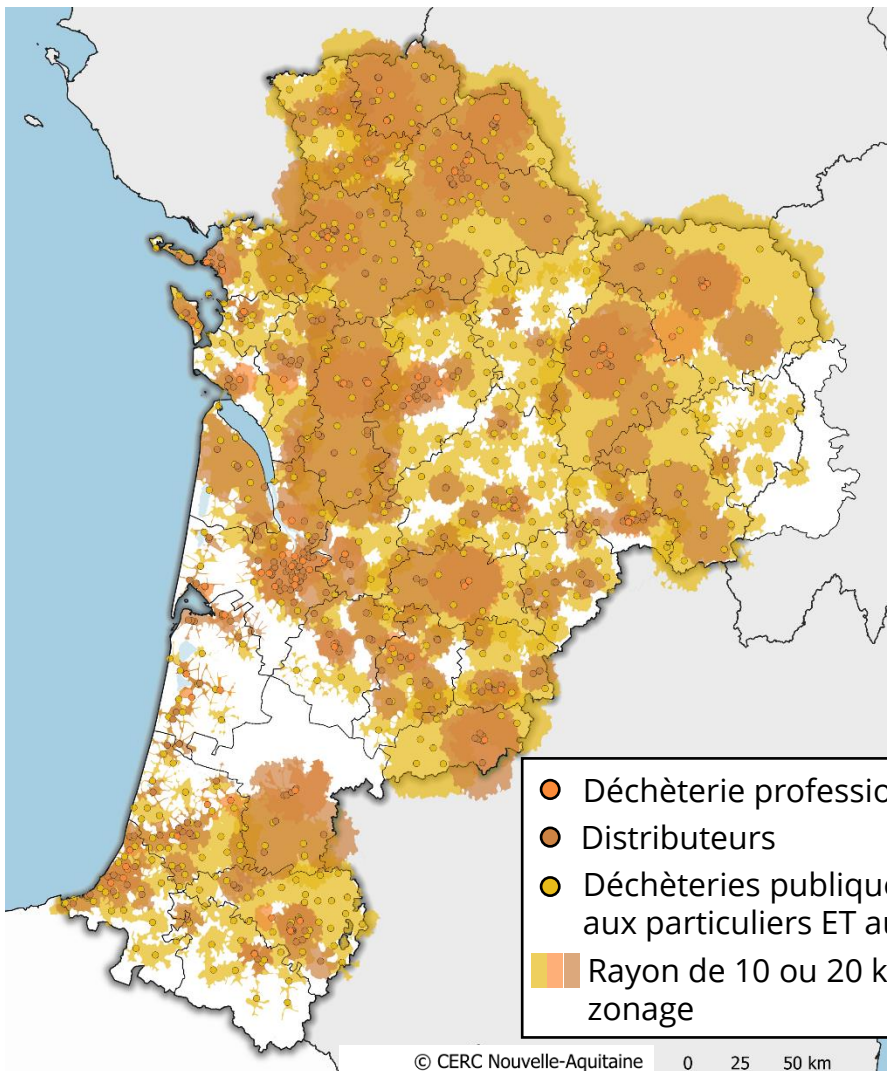 Déchèterie professio
Distributeurs
Déchèteries publique
aux particuliers ET au
Rayon de 10 ou 20 k
zonage
© CERC Nouvelle-Aquitaine 0 25 50 km